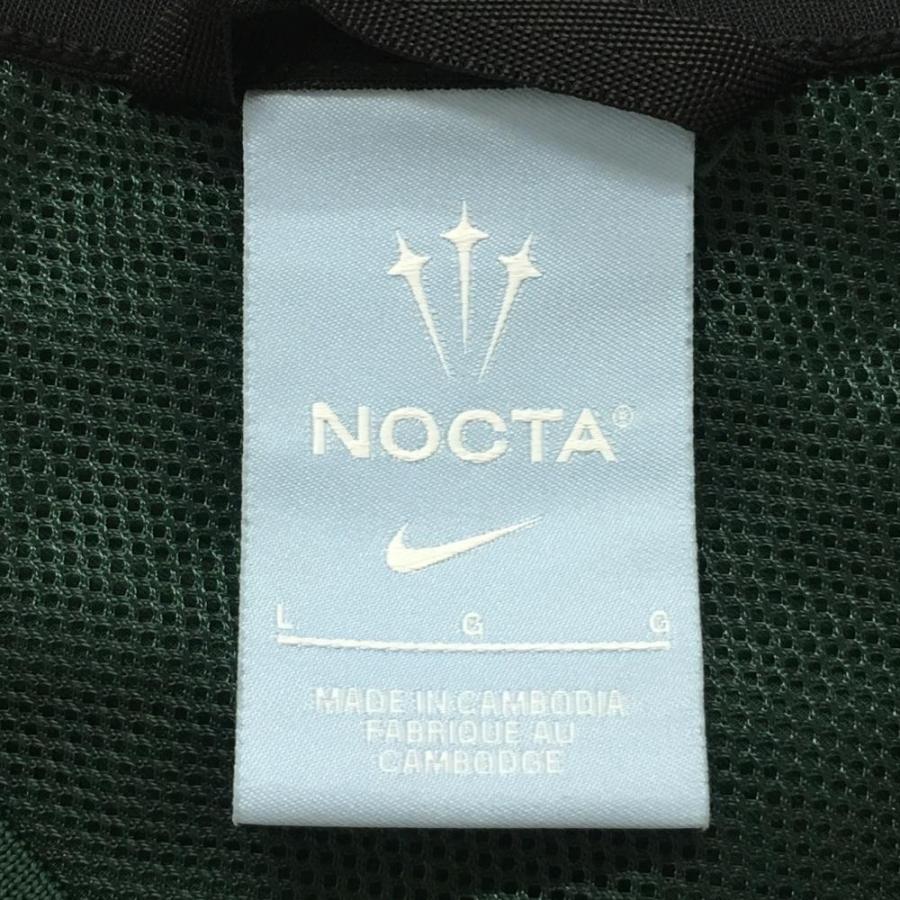 NOCTA®
L G G
MADE IN CAMBODIA
FABRIQUE AU
CAMBODGE